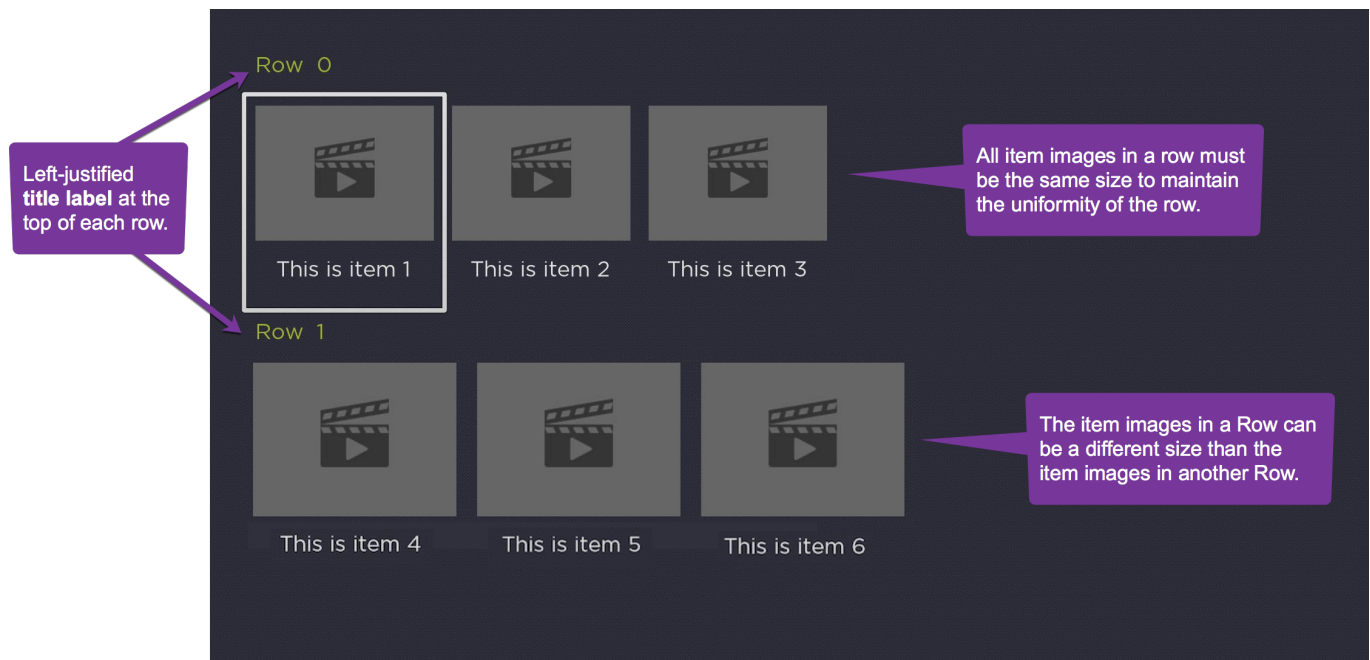 Row 0
Left-justified
title label at the
top of each row.
All item images in a row must
be the same size to maintain
the uniformity of the row.
This is item 1
This is item 2
This is item 3
Row 1
The item images in a Row can
be a different size than the
item images in another Row.
This is item 4
This is item 5
This is item 6